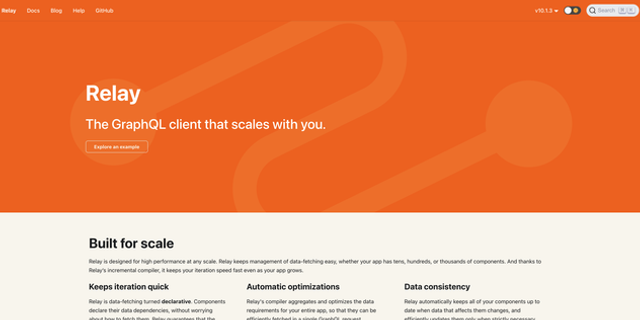 Relay Docs Blog Help GitHub v10.1.3 Search
Relay
The GraphQL client that scales with you.
Explore an example
Built for scale
Relay is designed for high performance at any scale. Relay keeps management of data-fetching easy, whether your app has tens, hundreds, or thousands of components. And thanks to
Relay's incremental compiler, it keeps your iteration speed fast even as your app grows.
Keeps iteration quick
Relay is data-fetching turned declarative. Components
declare their data dependencies, without worrying
about how to fetch them. Relay guarantees that the
Automatic optimizations
Relay's compiler aggregates and optimizes the data
requirements for your entire app, so that they can be
efficiently fetched in a single GraphQL request.
Data consistency
Relay automatically keeps all of your components up
to date when data that affects them changes, and
efficiently updates them only when strictly necessary.